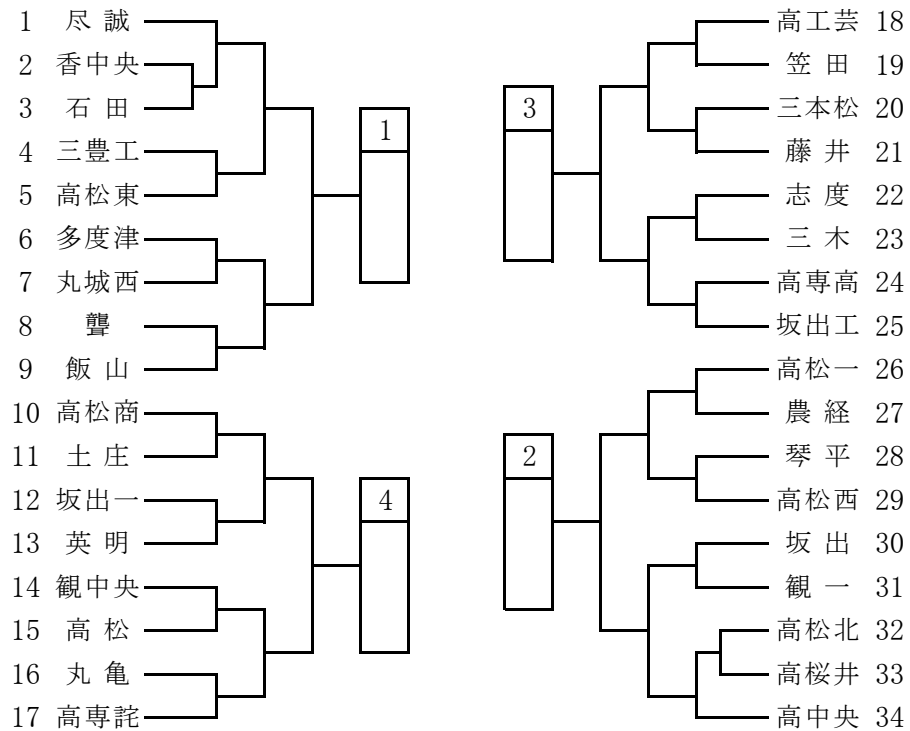 1 尽 誠
2 香中央
3 石 田
4 三豊工
5 高松東
6 多度津
7 丸城西
8 聾
9 飯 山
10 高松商
11 土 庄
12 坂出一
13 英 明
14 観中央
15 高 松
16 丸 亀
17 高専詫
1
4
3
2
高工芸 18
笠 田 19
三本松 20
藤 井 21
志 度 22
三 木 23
高専高 24
坂出工 25
高松一 26
農 経 27
琴 平 28
高松西 29
坂 出 30
観 一 31
高松北 32
高桜井 33
高中央 34